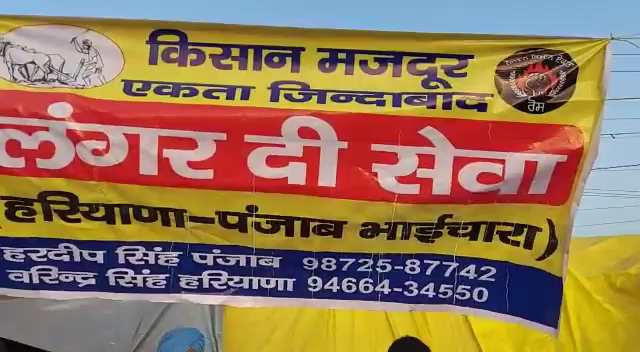 किसान मजदूर
एकता जिन्दाबाद
लंगर दी सेवा
(हरियाणा-पंजाब भाईचारा)
हरदीप सिंह पंजाब 98725-87742
वरिन्द्र सिंह हरियाणा 94664-34550